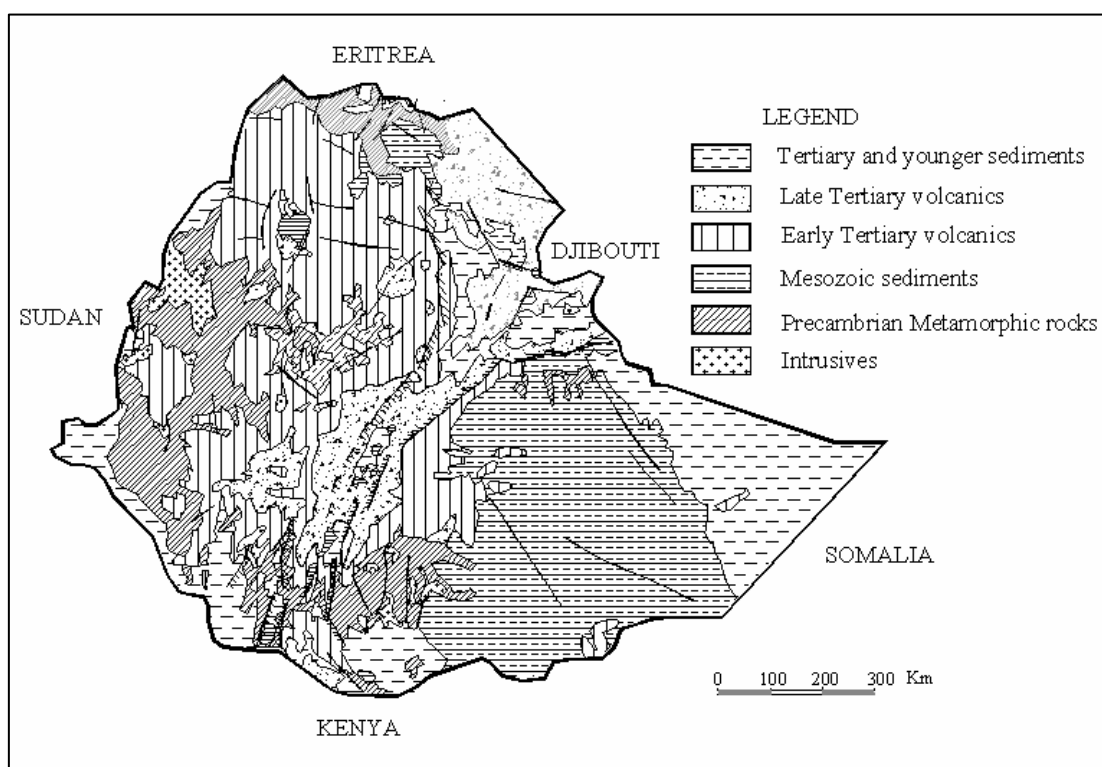 ERITREA
LEGEND
Tertiary and younger sediments
Late Tertiary volcanics
Early Tertiary volcanics
DJIBOUTI
Mesozoic sediments
SUDAN
Precambrian Metamorphic rocks
Intrusives
SOMALIA
0 100 200 300 Km
KENYA